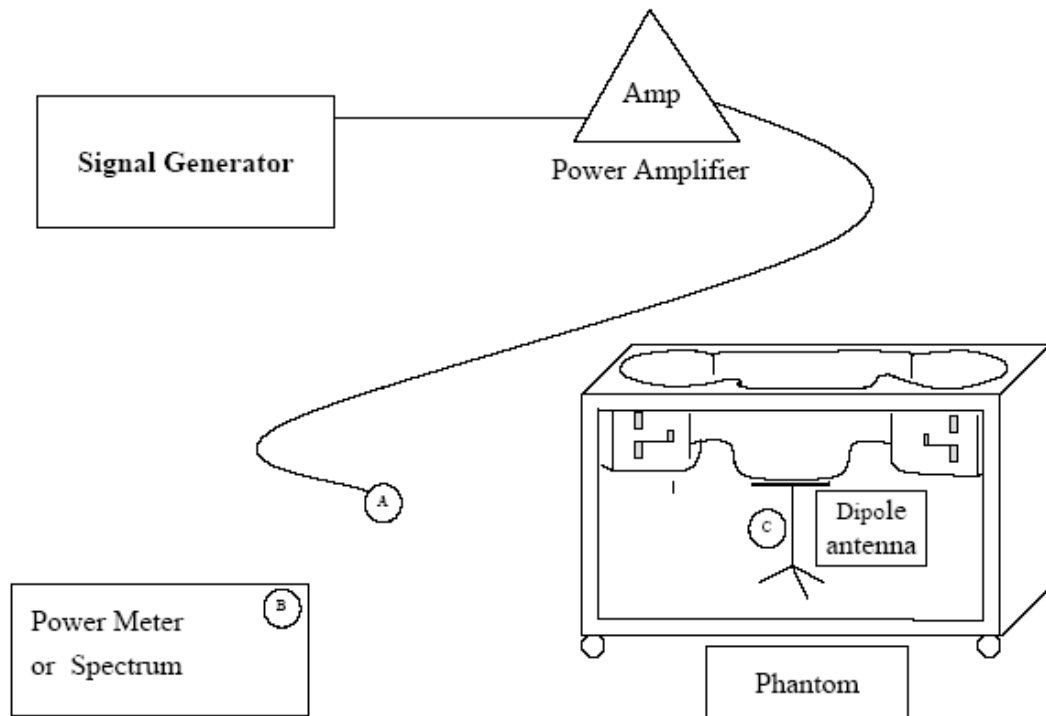 Amp
Signal Generator
Power Amplifier
A
C
Dipole
antenna
B
Power Meter
or Spectrum
Phantom